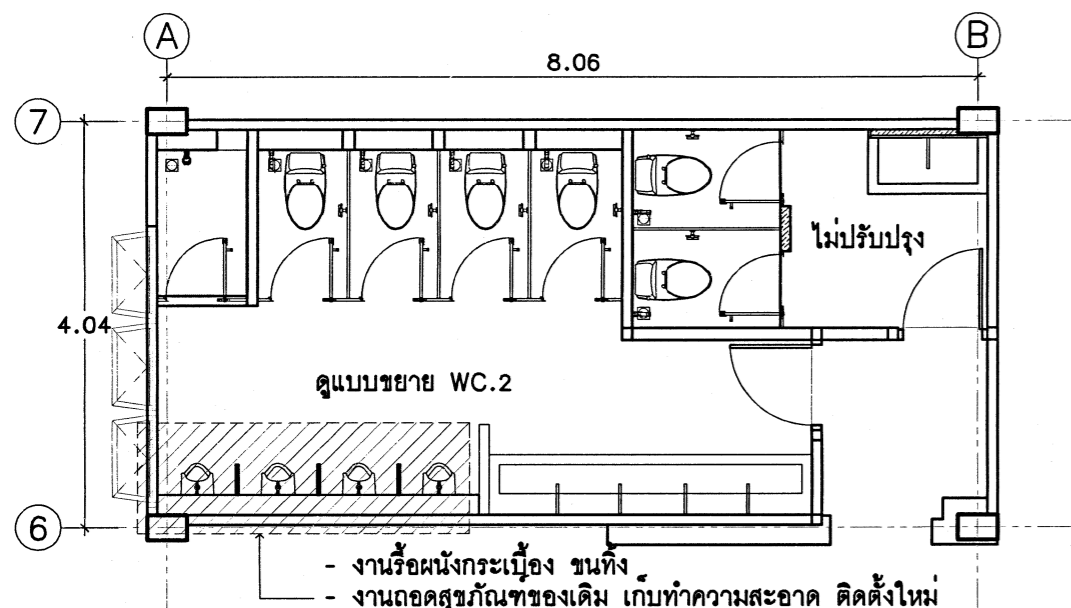 A
B
8.06
7
ไม่ปรับปรุง
4.04
ดูแบบขยาย WC.2
6
- งานรื้อผนังกระเบื้อง ขนทิ้ง
- งานถอดสุขภัณฑ์ของเดิม เก็บทำความสะอาด ติดตั้งใหม่